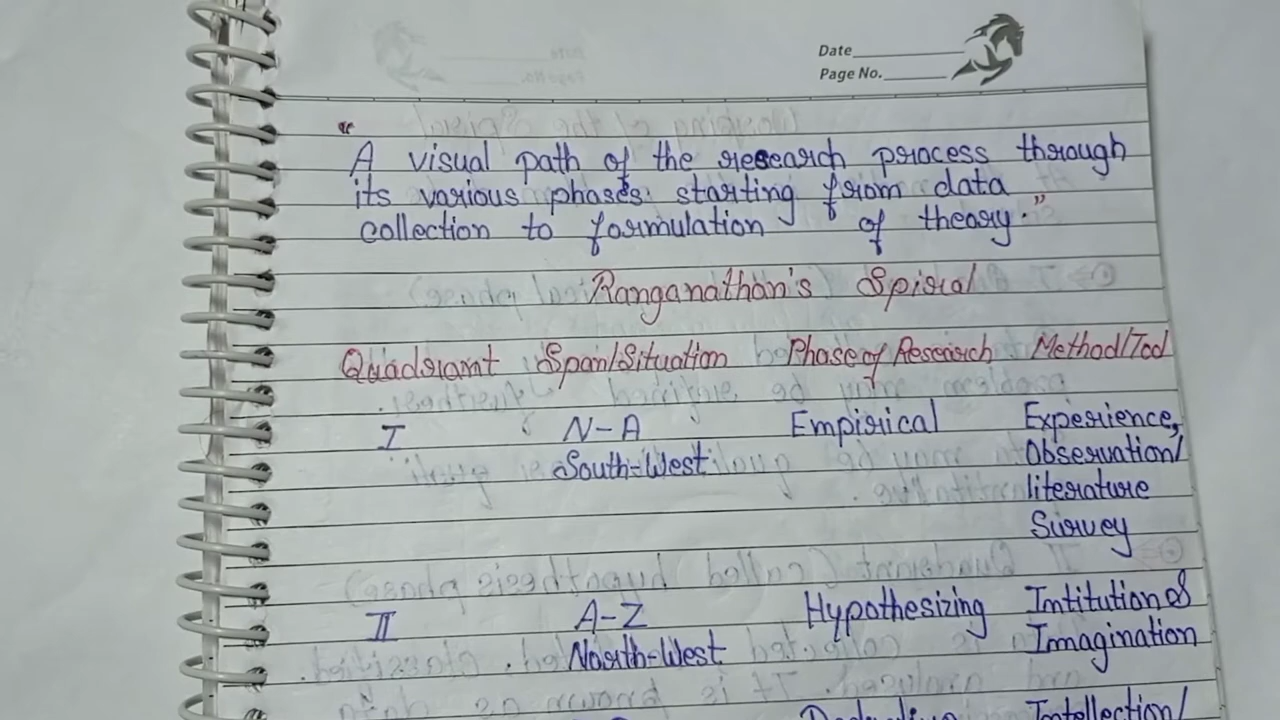 Date
Page No.
"A visual path of the research process through
its various phases starting from data
collection to formulation of theory."
Ranganathan's Spiral
Quadrant Span/Situation Phase of Research Method/Tool
I N-A Empirical Experience,
South-West Observation/
literature
Survey
II A-Z Hypothesizing Intitution &
North-West Imagination
Intellection/